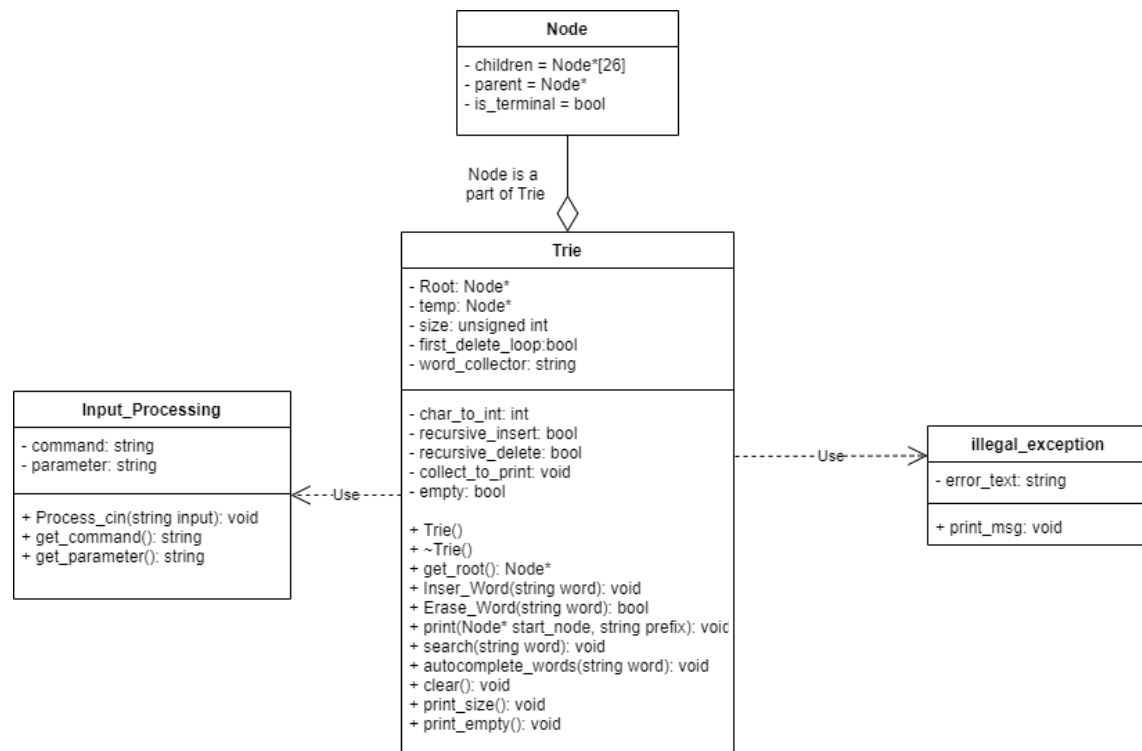 Node
- children = Node*[26]
- parent = Node*
- is_terminal = bool
Node is a
part of Trie
Trie
- Root: Node*
- temp: Node*
- size: unsigned int
- first_delete_loop:bool
- word_collector: string
- char_to_int: int
- recursive_insert: bool
- recursive_delete: bool
- collect_to_print: void
- empty: bool
+ Trie()
+ ~Trie()
+ get_root(): Node*
+ Inser_Word(string word): void
+ Erase_Word(string word): bool
+ print(Node* start_node, string prefix): void
+ search(string word): void
+ autocomplete_words(string word): void
+ clear(): void
+ print_size(): void
+ print_empty(): void
Input_Processing
- command: string
- parameter: string
+ Process_cin(string input): void
+ get_command(): string
+ get_parameter(): string
Use
Use
illegal_exception
- error_text: string
+ print_msg: void